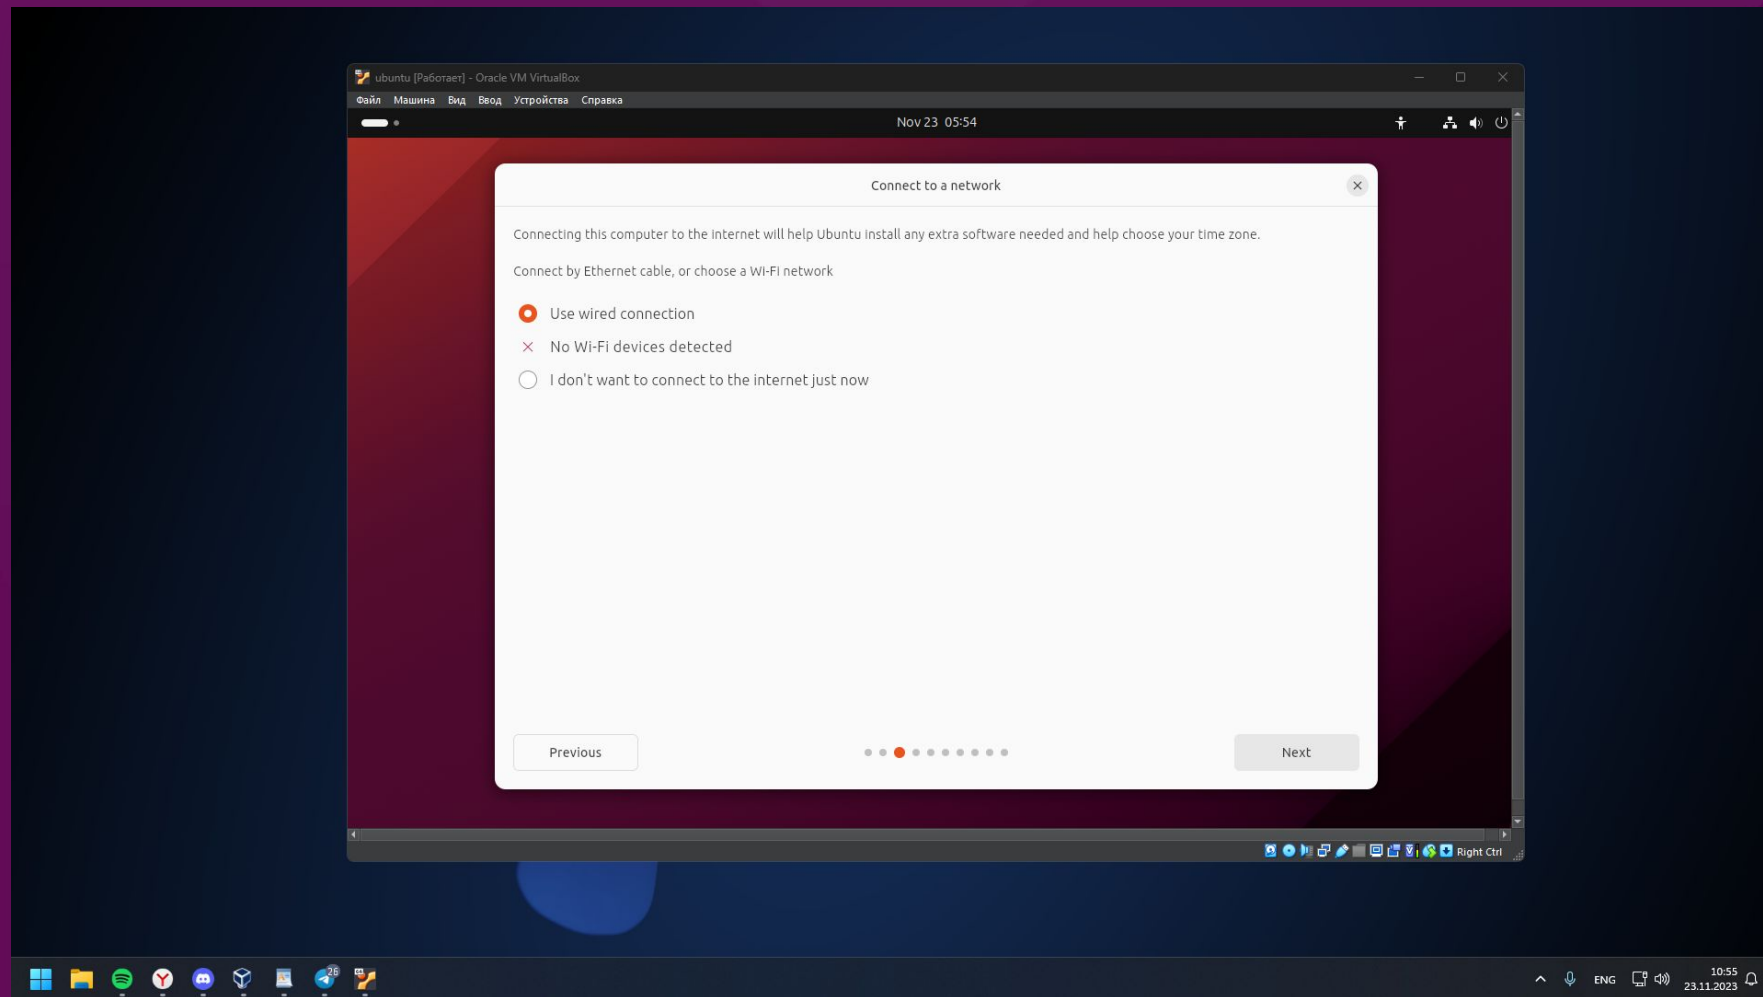 ubuntu [Работает] - Oracle VM VirtualBox
Файл Машина Вид Ввод Устройства Справка
Nov 23 05:54
Connect to a network
Connecting this computer to the internet will help Ubuntu install any extra software needed and help choose your time zone.
Connect by Ethernet cable, or choose a Wi-Fi network
Use wired connection
No Wi-Fi devices detected
I don't want to connect to the internet just now
Previous
Next
Right Ctrl
26
ENG
10:55
23.11.2023